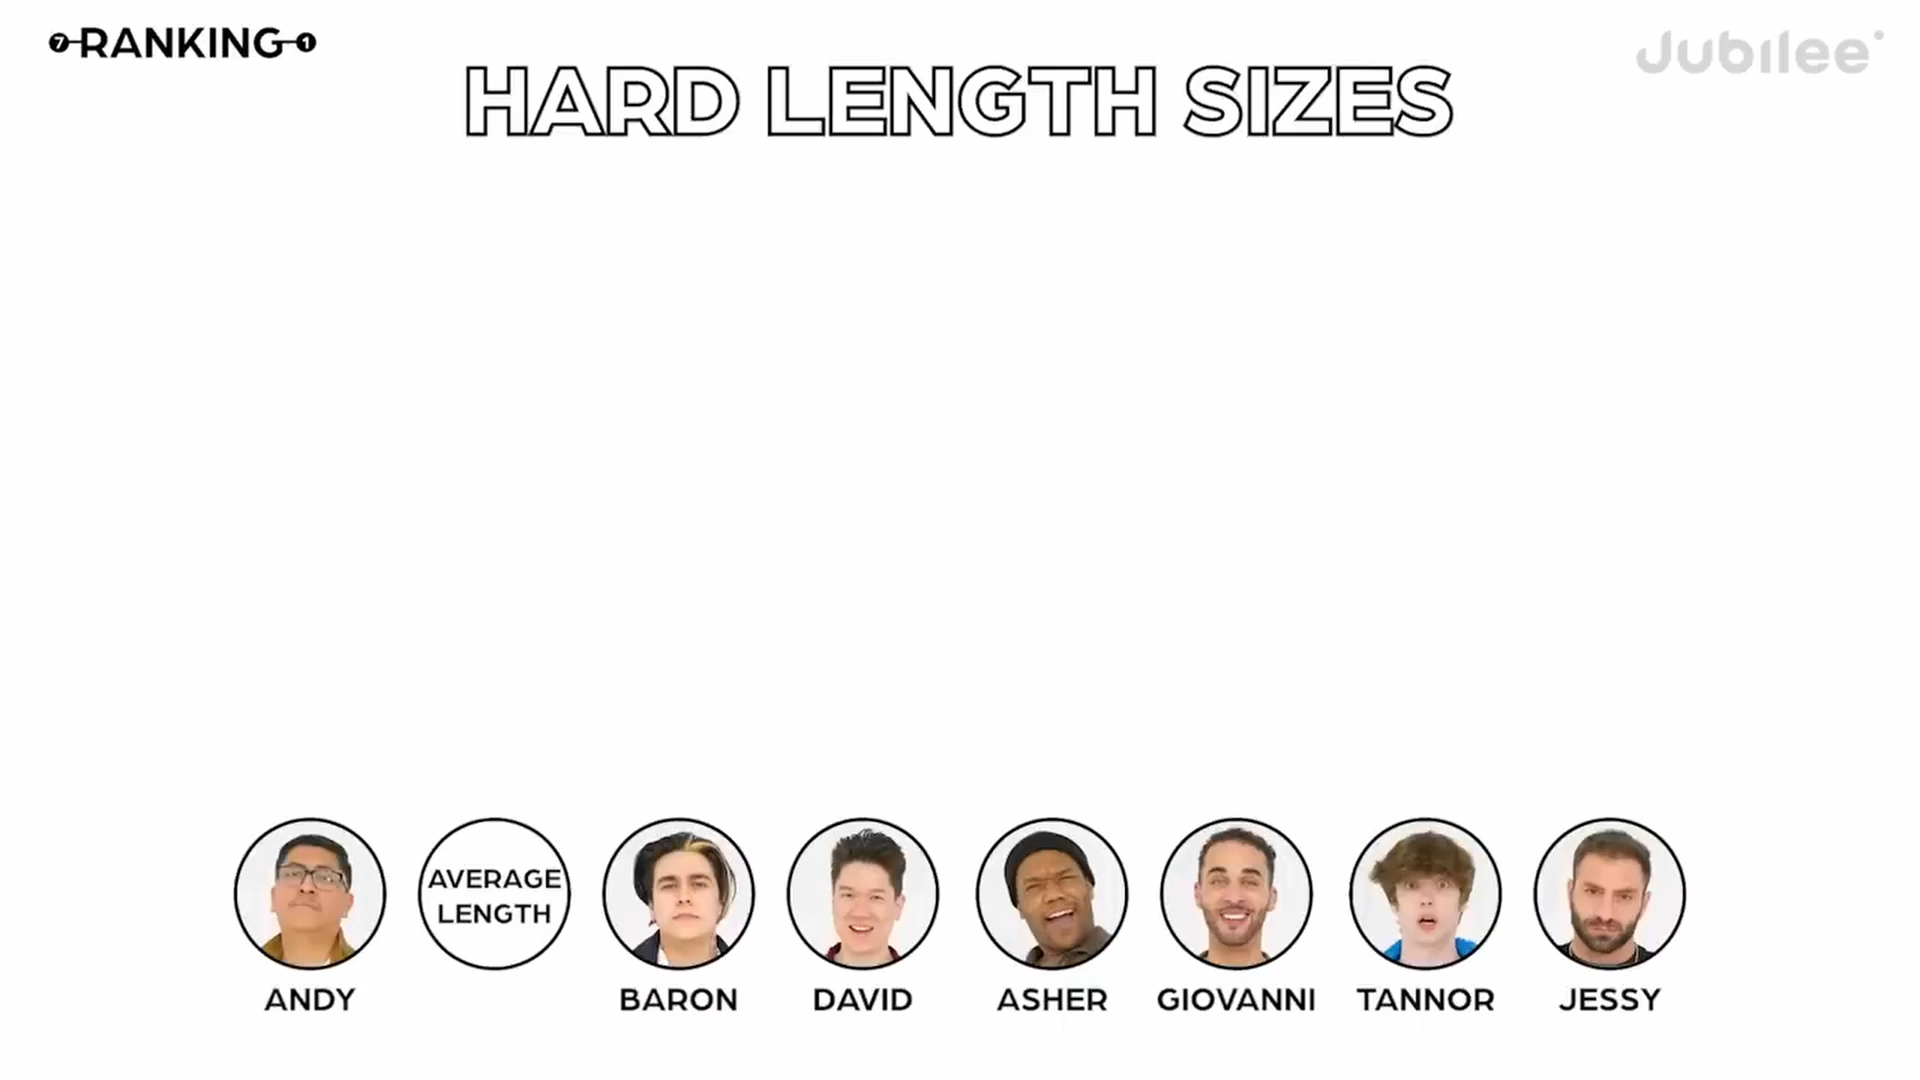 7 RANKING 1
Jubilee
HARD LENGTH SIZES
AVERAGE
LENGTH
ANDY
BARON
DAVID
ASHER
GIOVANNI
TANNOR
JESSY